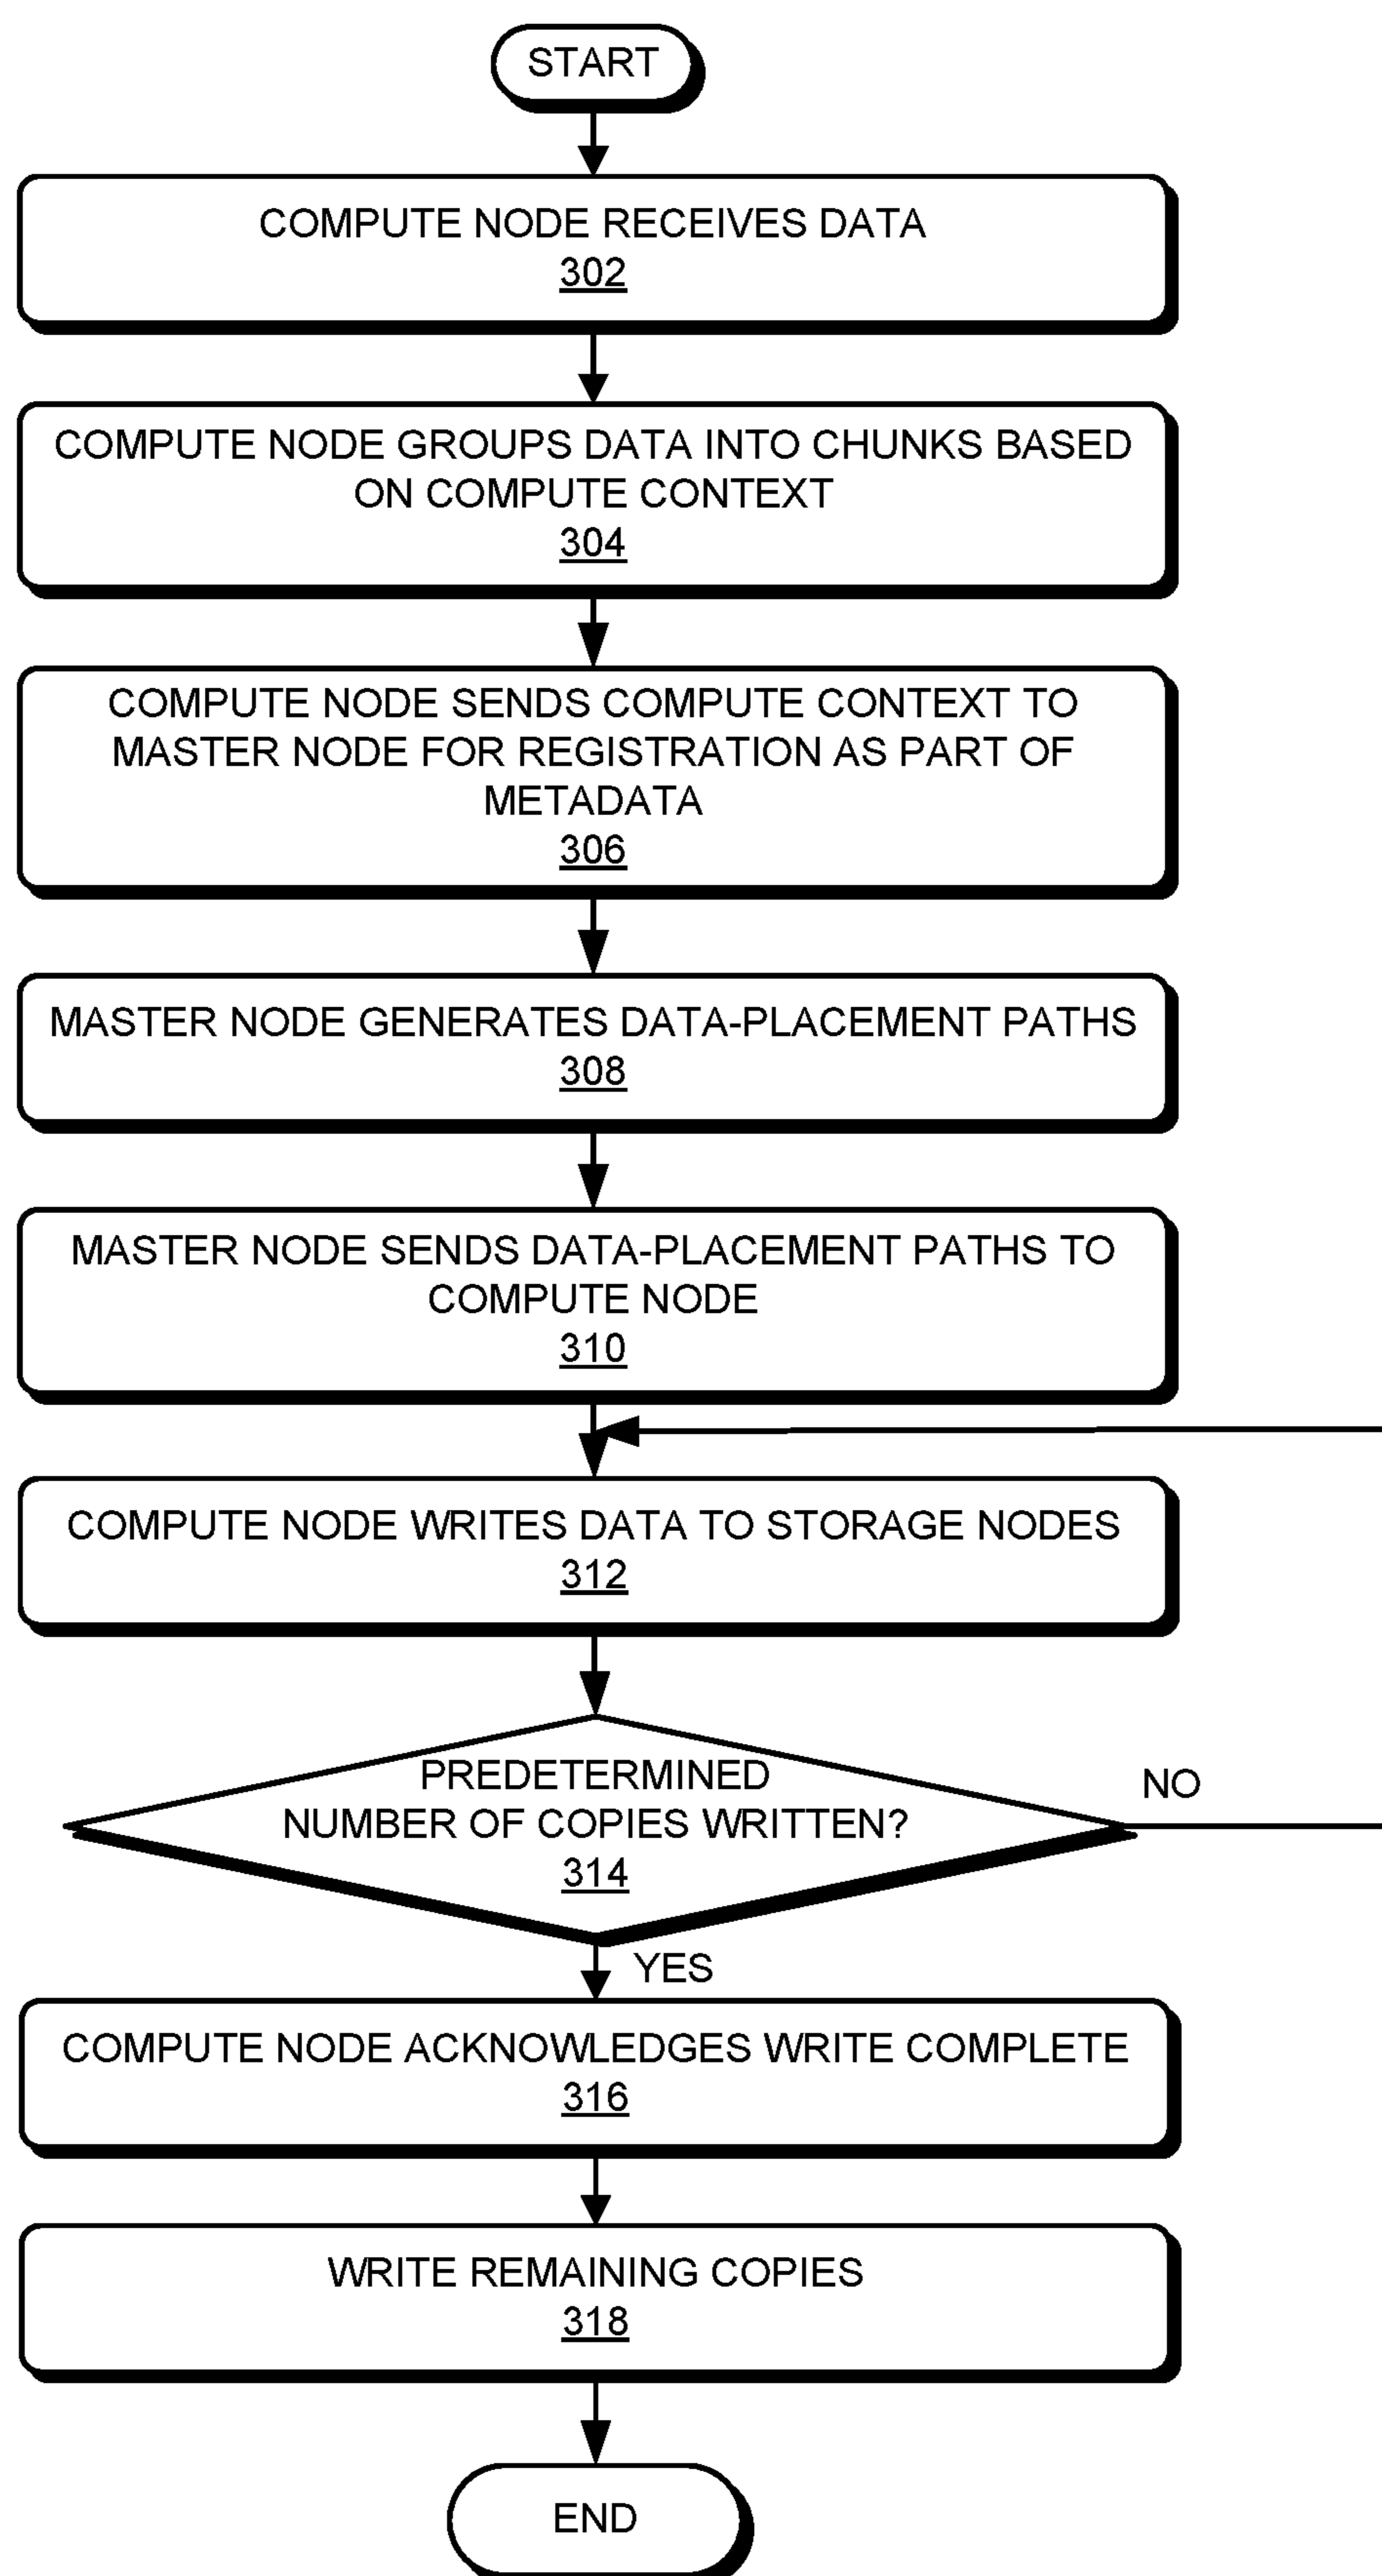 START
COMPUTE NODE RECEIVES DATA
302
COMPUTE NODE GROUPS DATA INTO CHUNKS BASED
ON COMPUTE CONTEXT
304
COMPUTE NODE SENDS COMPUTE CONTEXT TO
MASTER NODE FOR REGISTRATION AS PART OF
METADATA
306
MASTER NODE GENERATES DATA-PLACEMENT PATHS
308
MASTER NODE SENDS DATA-PLACEMENT PATHS TO
COMPUTE NODE
310
COMPUTE NODE WRITES DATA TO STORAGE NODES
312
PREDETERMINED
NUMBER OF COPIES WRITTEN?
314
NO
YES
COMPUTE NODE ACKNOWLEDGES WRITE COMPLETE
316
WRITE REMAINING COPIES
318
END